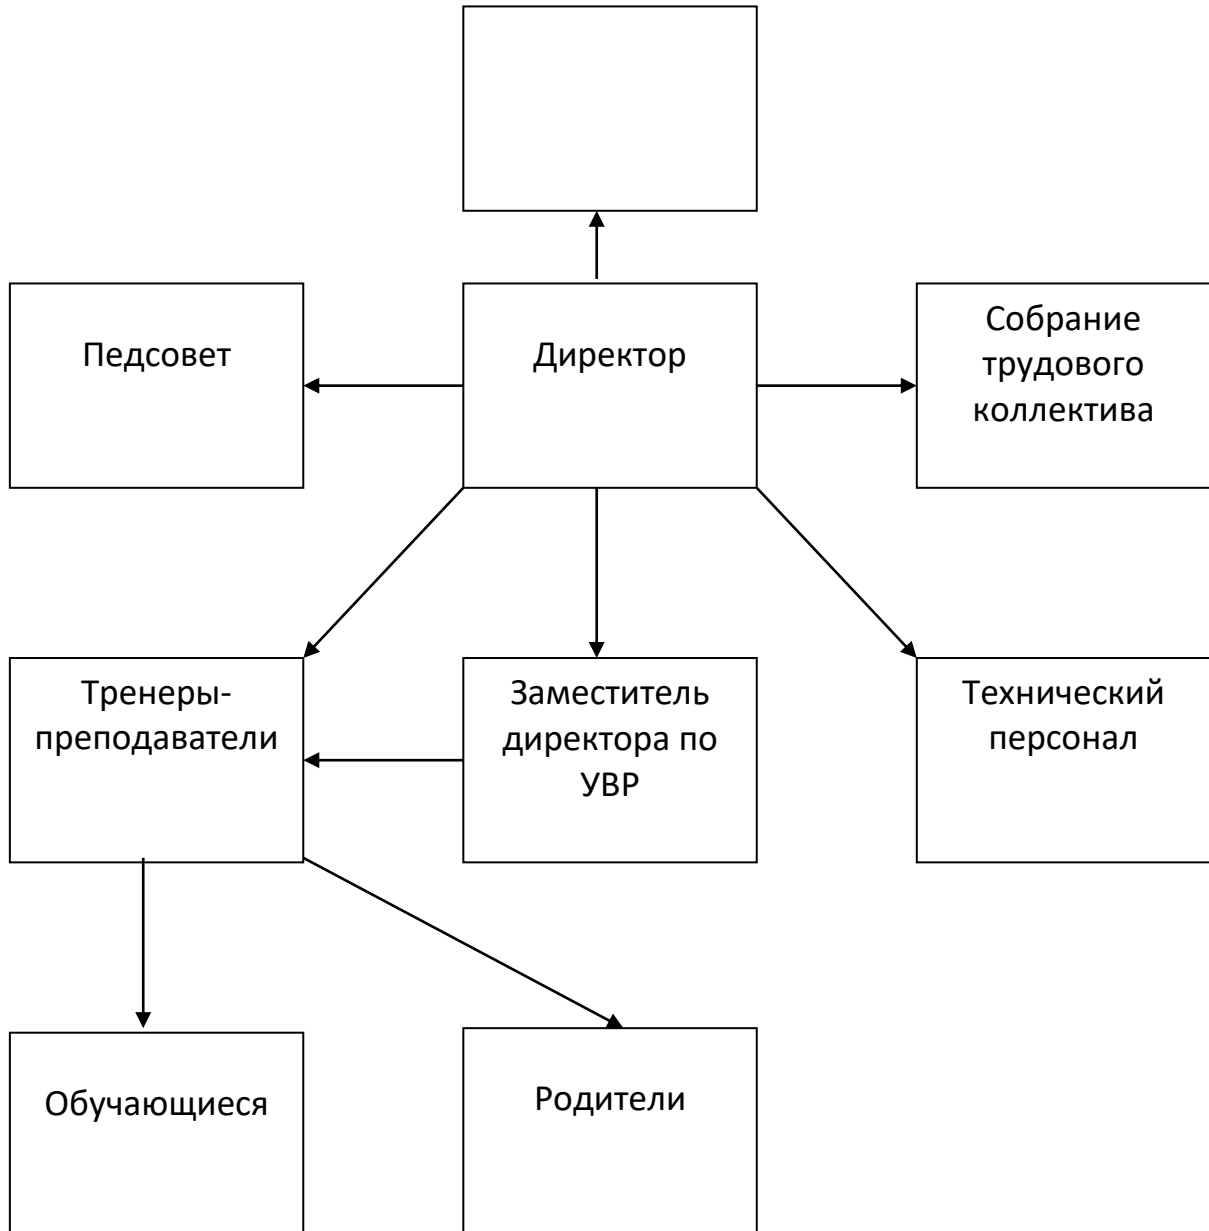 Педсовет
Директор
Собрание
трудового
коллектива
Тренеры-
преподаватели
Заместитель
директора по
УВР
Технический
персонал
Обучающиеся
Родители